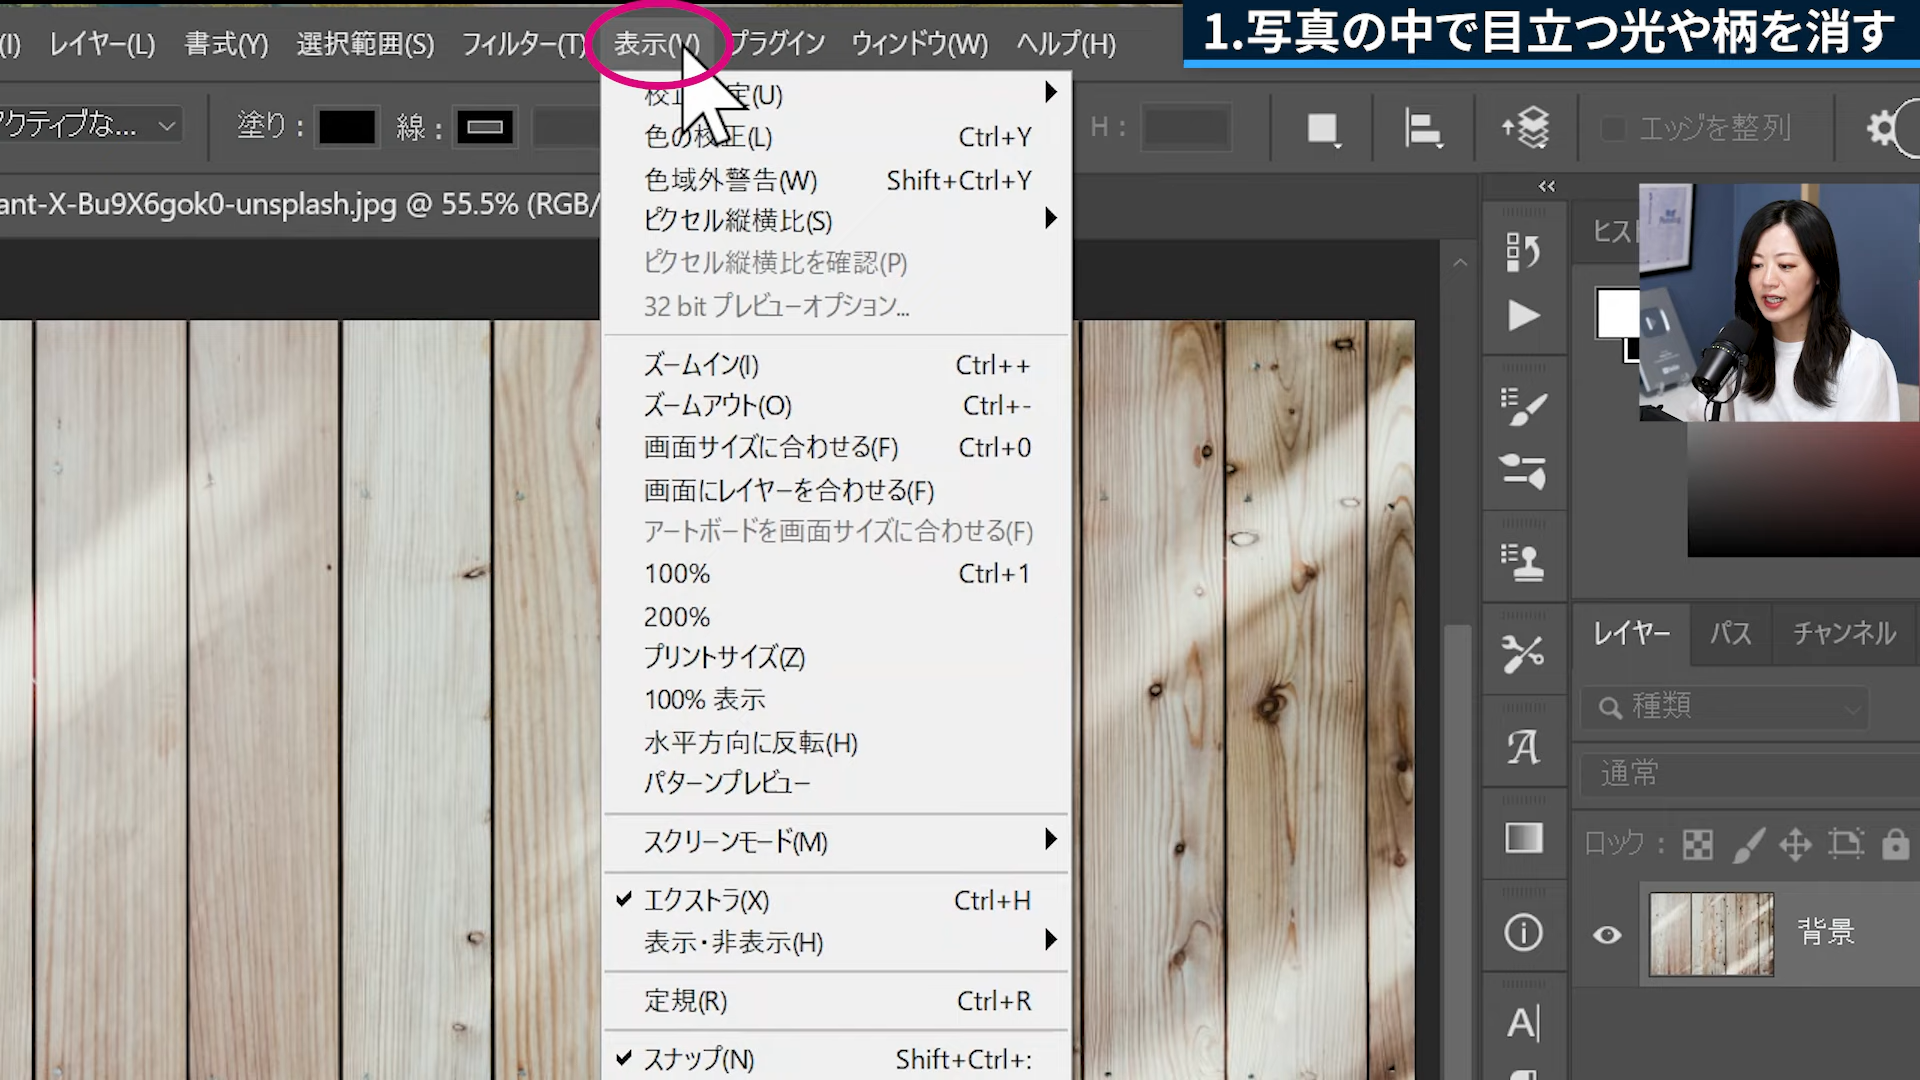 (I) レイヤー(L) 書式(Y) 選択範囲(S) フィルター(T) 表示(V) プラグイン ウィンドウ(W) ヘルプ(H)
1.写真の中で目立つ光や柄を消す
クティブな... 塗り: 線: H: エッジを整列
ant-X-Bu9X6gok0-unsplash.jpg @ 55.5% (RGB/
(U)
色の校正(L) Ctrl+Y
色域外警告(W) Shift+Ctrl+Y
ピクセル縦横比(S)
ピクセル縦横比を確認(P)
32 bit プレビューオプション...
ズームイン(I) Ctrl++
ズームアウト(O) Ctrl+-
画面サイズに合わせる(F) Ctrl+0
画面にレイヤーを合わせる(F)
アートボードを画面サイズに合わせる(F)
100% Ctrl+1
200%
プリントサイズ(Z)
100% 表示
水平方向に反転(H)
パターンプレビュー
スクリーンモード(M)
✓ エクストラ(X) Ctrl+H
表示・非表示(H)
定規(R) Ctrl+R
✓ スナップ(N) Shift+Ctrl+:
«
ヒス
レイヤー パス チャンネル
種類
通常
ロック:
背景